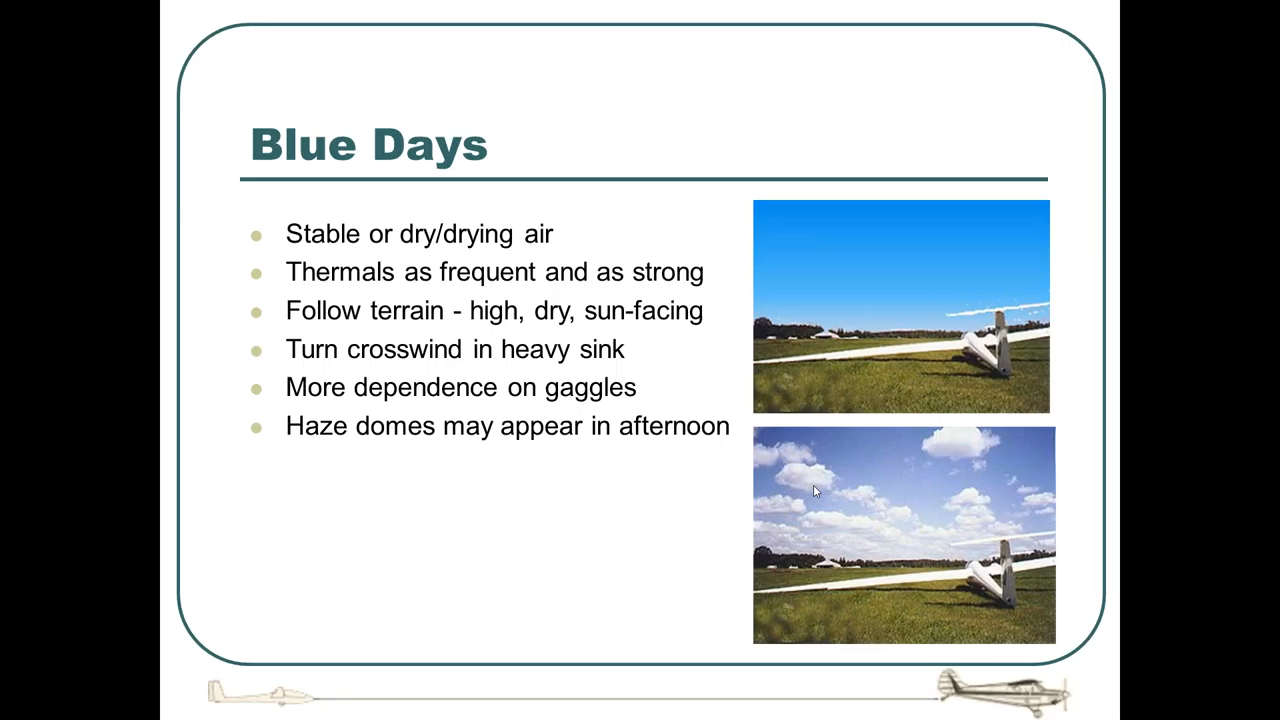 Blue Days
Stable or dry/drying air
Thermals as frequent and as strong
Follow terrain - high, dry, sun-facing
Turn crosswind in heavy sink
More dependence on gaggles
Haze domes may appear in afternoon